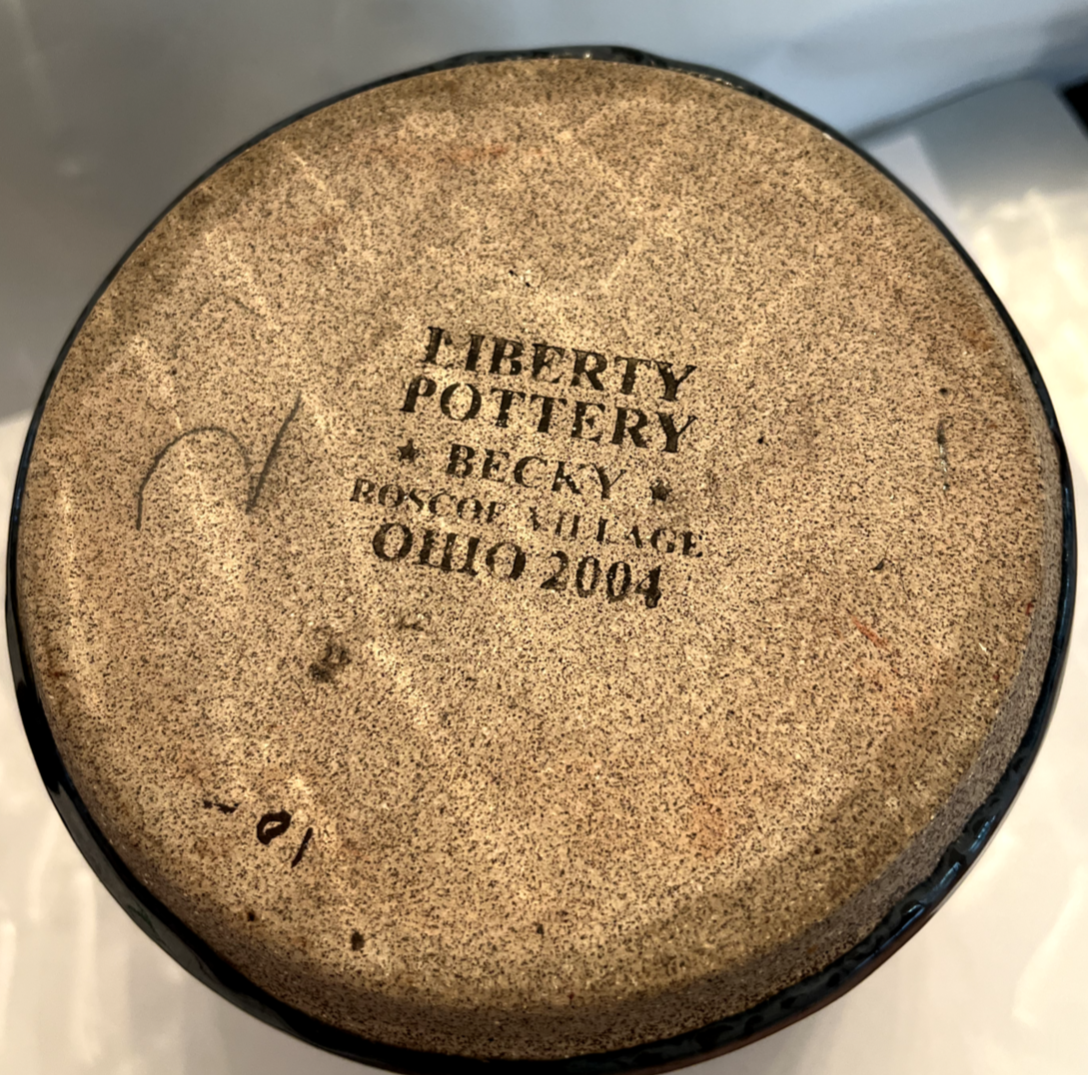 LIBERTY
POTTERY
★ BECKY ★
ROSCOE VILLAGE
OHIO 2004